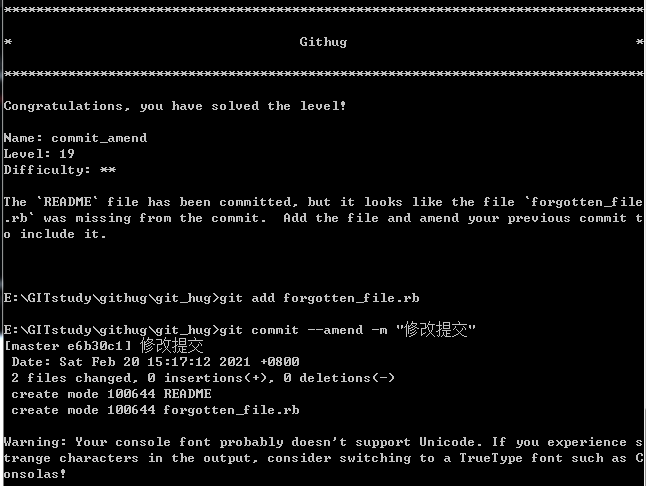 ********************************************************************************
* Githug *
********************************************************************************
Congratulations, you have solved the level!
Name: commit_amend
Level: 19
Difficulty: **
The `README` file has been committed, but it looks like the file `forgotten_file
.rb` was missing from the commit.  Add the file and amend your previous commit t
o include it.
E:\GITstudy\githug\git_hug>git add forgotten_file.rb
E:\GITstudy\githug\git_hug>git commit --amend -m "修改提交"
[master e6b30c1] 修改提交
 Date: Sat Feb 20 15:17:12 2021 +0800
 2 files changed, 0 insertions(+), 0 deletions(-)
 create mode 100644 README
 create mode 100644 forgotten_file.rb
Warning: Your console font probably doesn't support Unicode. If you experience s
trange characters in the output, consider switching to a TrueType font such as C
onsolas!